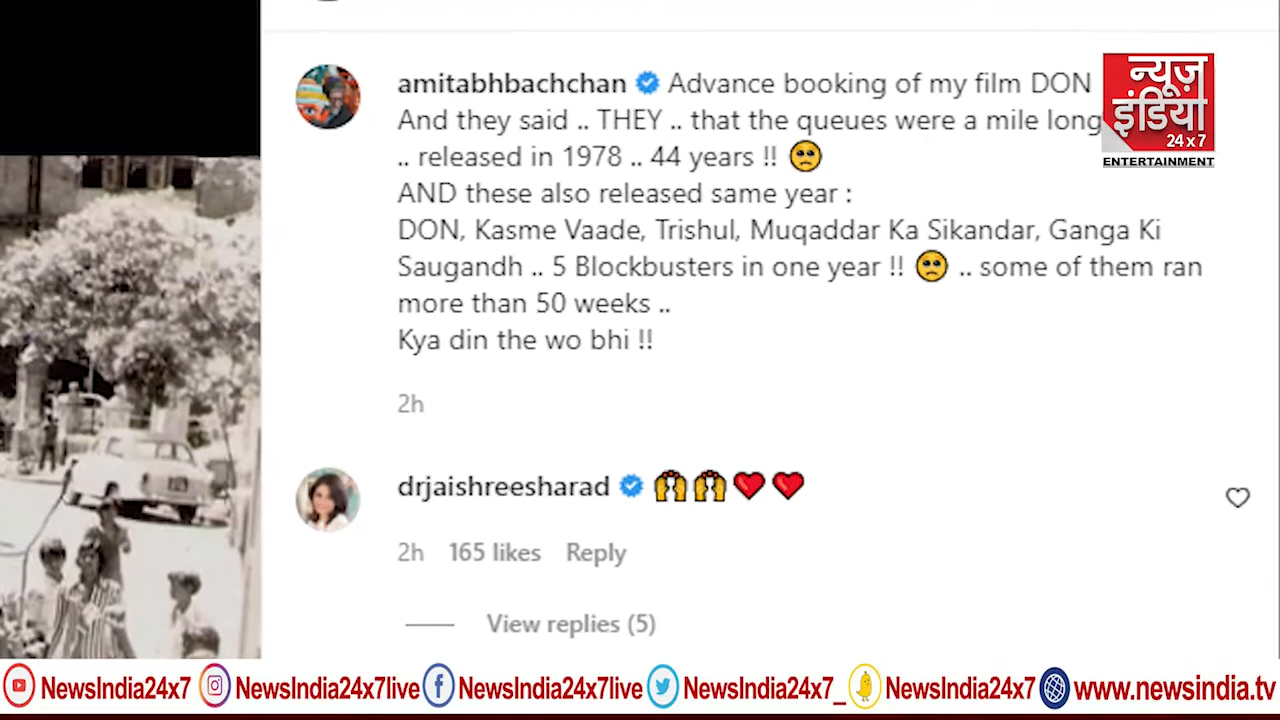 amitabhbachchan Advance booking of my film DON
And they said .. THEY .. that the queues were a mile long
.. released in 1978 .. 44 years !! 🥺
AND these also released same year :
DON, Kasme Vaade, Trishul, Muqaddar Ka Sikandar, Ganga Ki
Saugandh .. 5 Blockbusters in one year !! 🥺 .. some of them ran
more than 50 weeks ..
Kya din the wo bhi !!
2h
drjaishreesharad 🙌🙌❤️❤️
2h 165 likes Reply
View replies (5)
न्यूज़
इंडिया
24x7
ENTERTAINMENT
NewsIndia24x7 NewsIndia24x7live NewsIndia24x7live NewsIndia24x7_ NewsIndia24x7 www.newsindia.tv